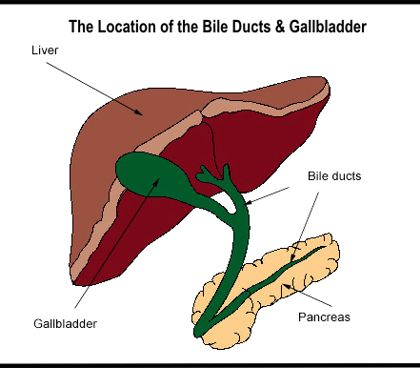 The Location of the Bile Ducts & Gallbladder
Liver
Bile ducts
Gallbladder
Pancreas